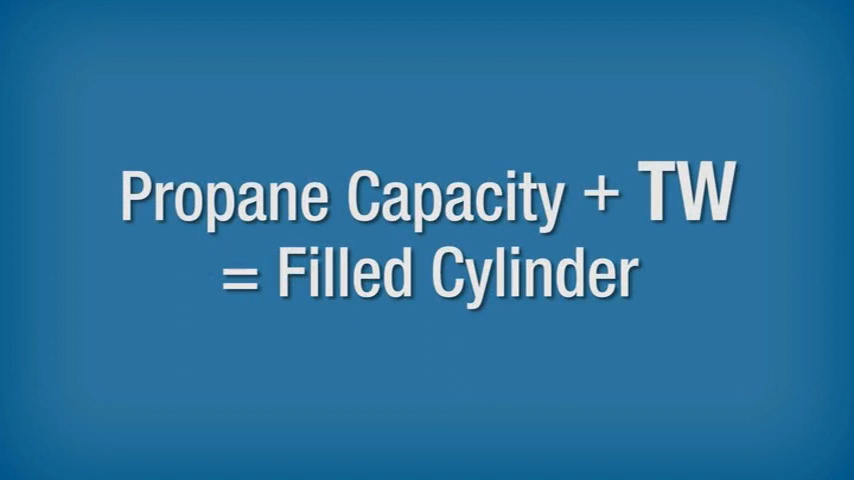 Propane Capacity + TW
= Filled Cylinder